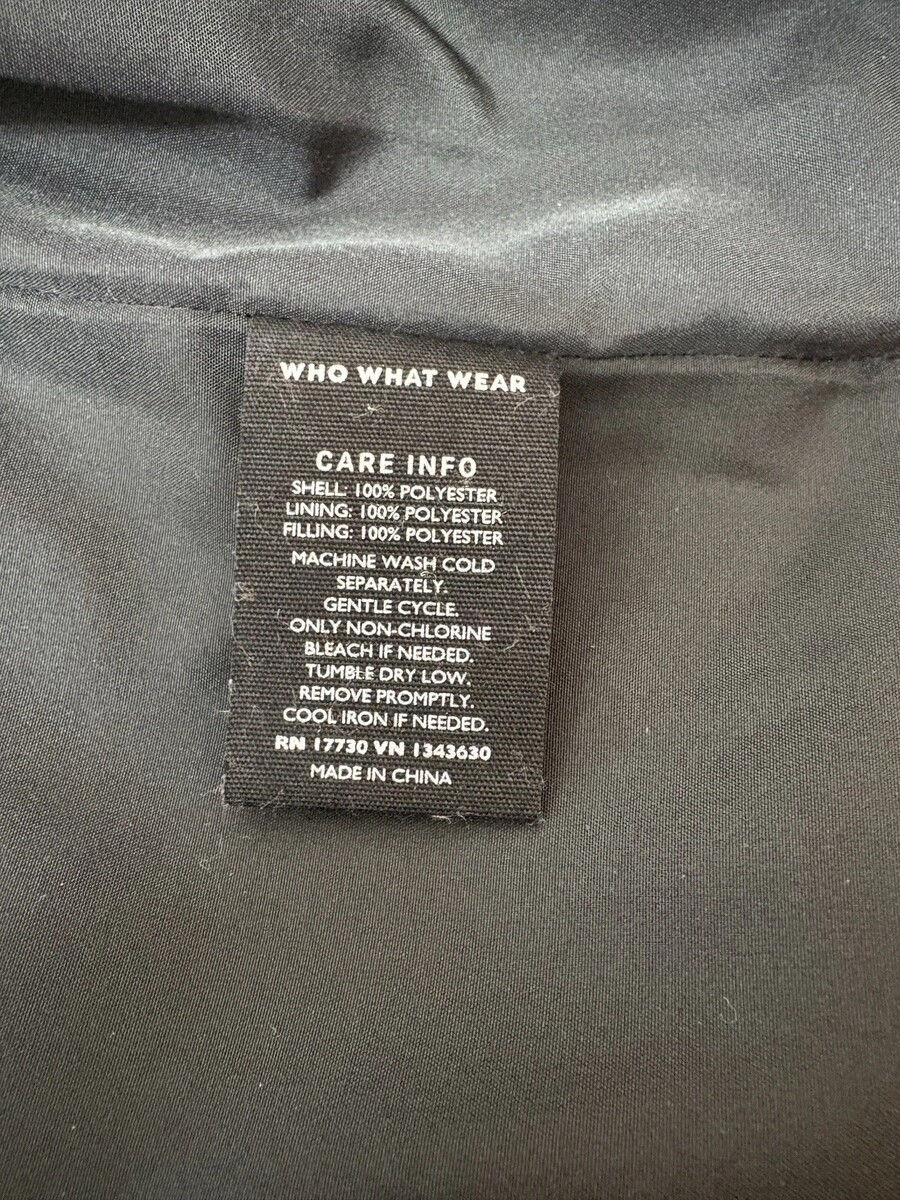 WHO WHAT WEAR
CARE INFO
SHELL: 100% POLYESTER
LINING: 100% POLYESTER
FILLING: 100% POLYESTER
MACHINE WASH COLD
SEPARATELY.
GENTLE CYCLE.
ONLY NON-CHLORINE
BLEACH IF NEEDED.
TUMBLE DRY LOW.
REMOVE PROMPTLY.
COOL IRON IF NEEDED.
RN 17730 VN 1343630
MADE IN CHINA